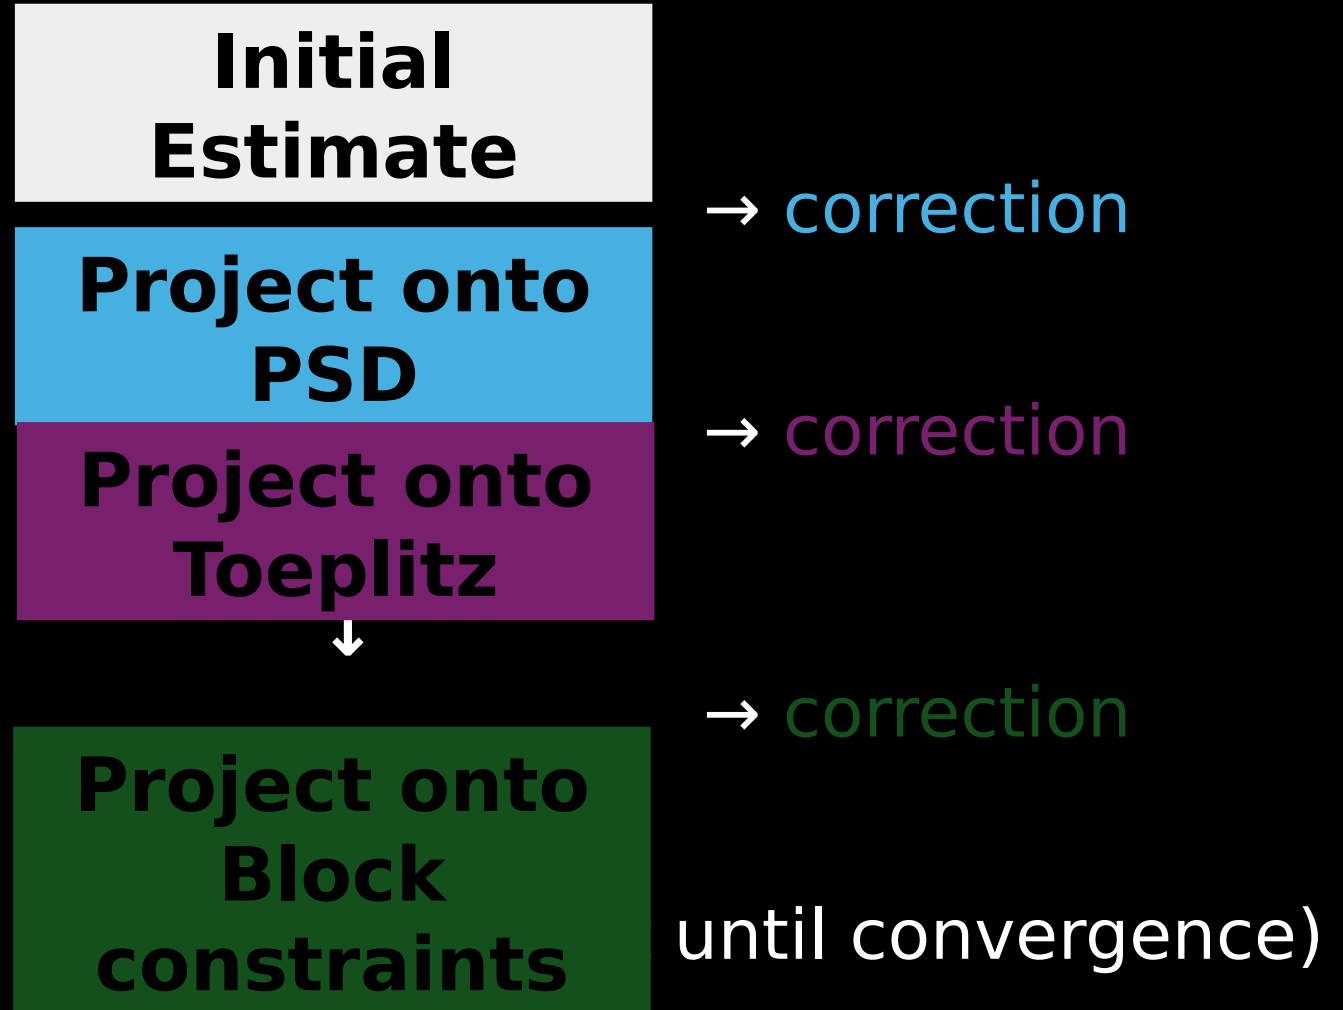 Initial
Estimate
→ correction
Project onto
PSD
→ correction
Project onto
Toeplitz
↓
→ correction
Project onto
Block
constraints
until convergence)